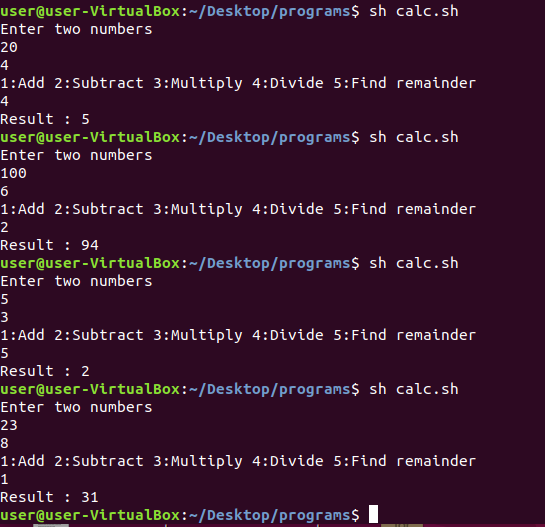 user@user-VirtualBox:~/Desktop/programs$ sh calc.sh
Enter two numbers
20
4
1:Add 2:Subtract 3:Multiply 4:Divide 5:Find remainder
4
Result : 5
user@user-VirtualBox:~/Desktop/programs$ sh calc.sh
Enter two numbers
100
6
1:Add 2:Subtract 3:Multiply 4:Divide 5:Find remainder
2
Result : 94
user@user-VirtualBox:~/Desktop/programs$ sh calc.sh
Enter two numbers
5
3
1:Add 2:Subtract 3:Multiply 4:Divide 5:Find remainder
5
Result : 2
user@user-VirtualBox:~/Desktop/programs$ sh calc.sh
Enter two numbers
23
8
1:Add 2:Subtract 3:Multiply 4:Divide 5:Find remainder
1
Result : 31
user@user-VirtualBox:~/Desktop/programs$